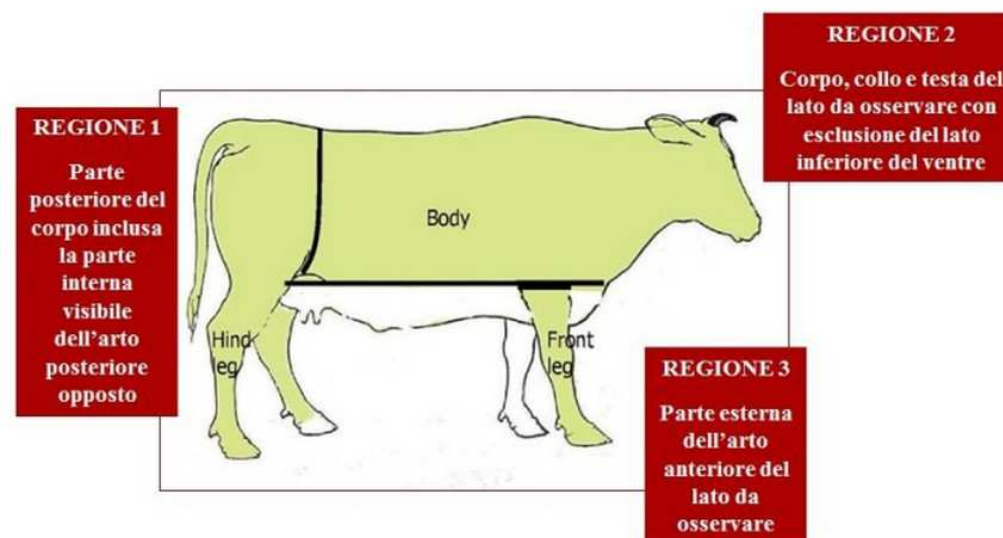 REGIONE 1
Parte
posteriore del
corpo inclusa
la parte
interna
visibile
dell'arto
posteriore
opposto
REGIONE 2
Corpo, collo e testa del
lato da osservare con
esclusione del lato
inferiore del ventre
Body
Hind
leg
Front
leg
REGIONE 3
Parte esterna
dell'arto
anteriore del
lato da
osservare